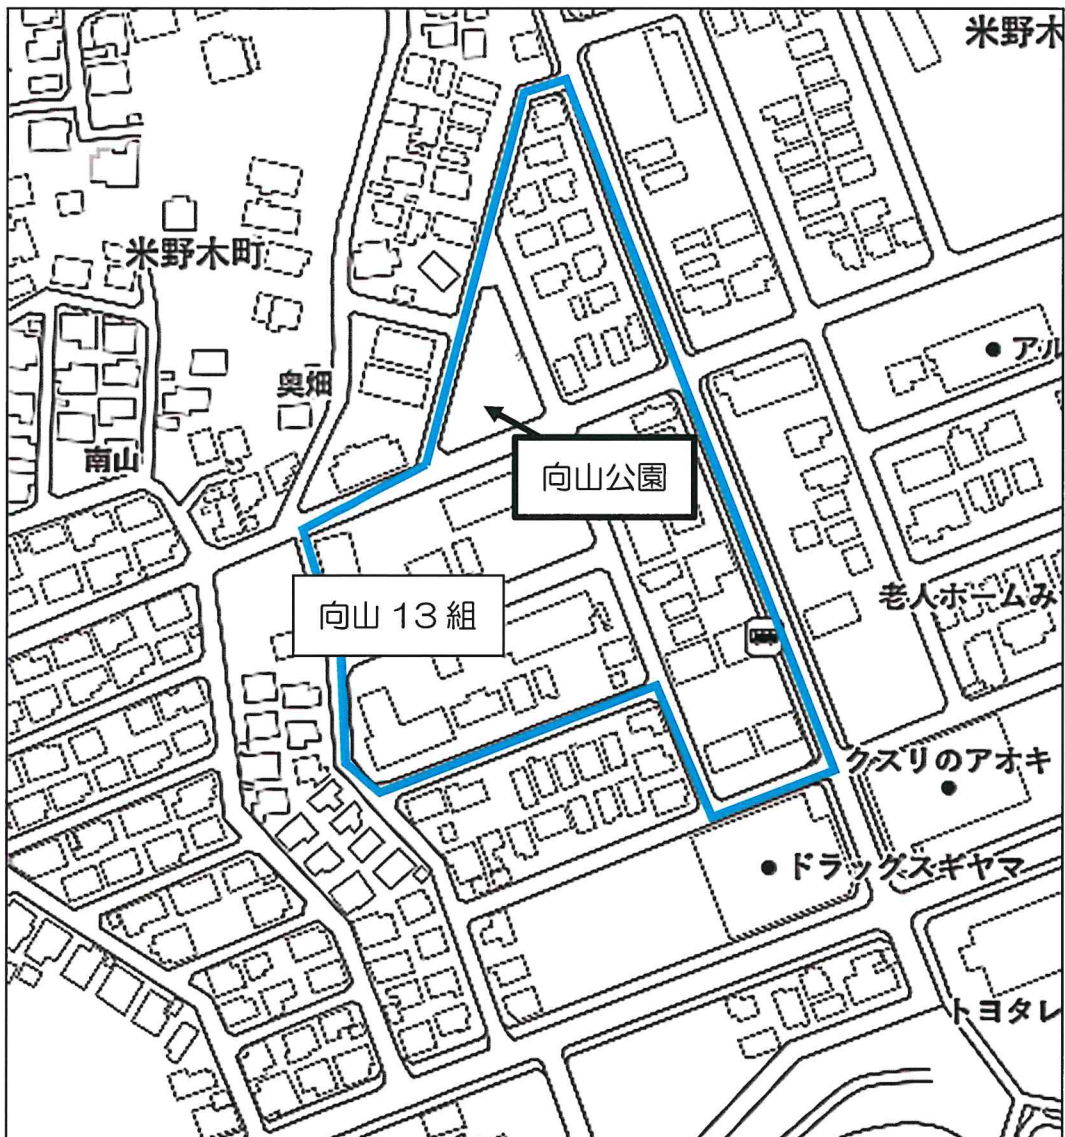 米野木
米野木町
アル
奥畑
南山
向山公園
向山 13 組
老人ホームみ
クスリのアオキ
ドラッグスギヤマ
トヨタレ